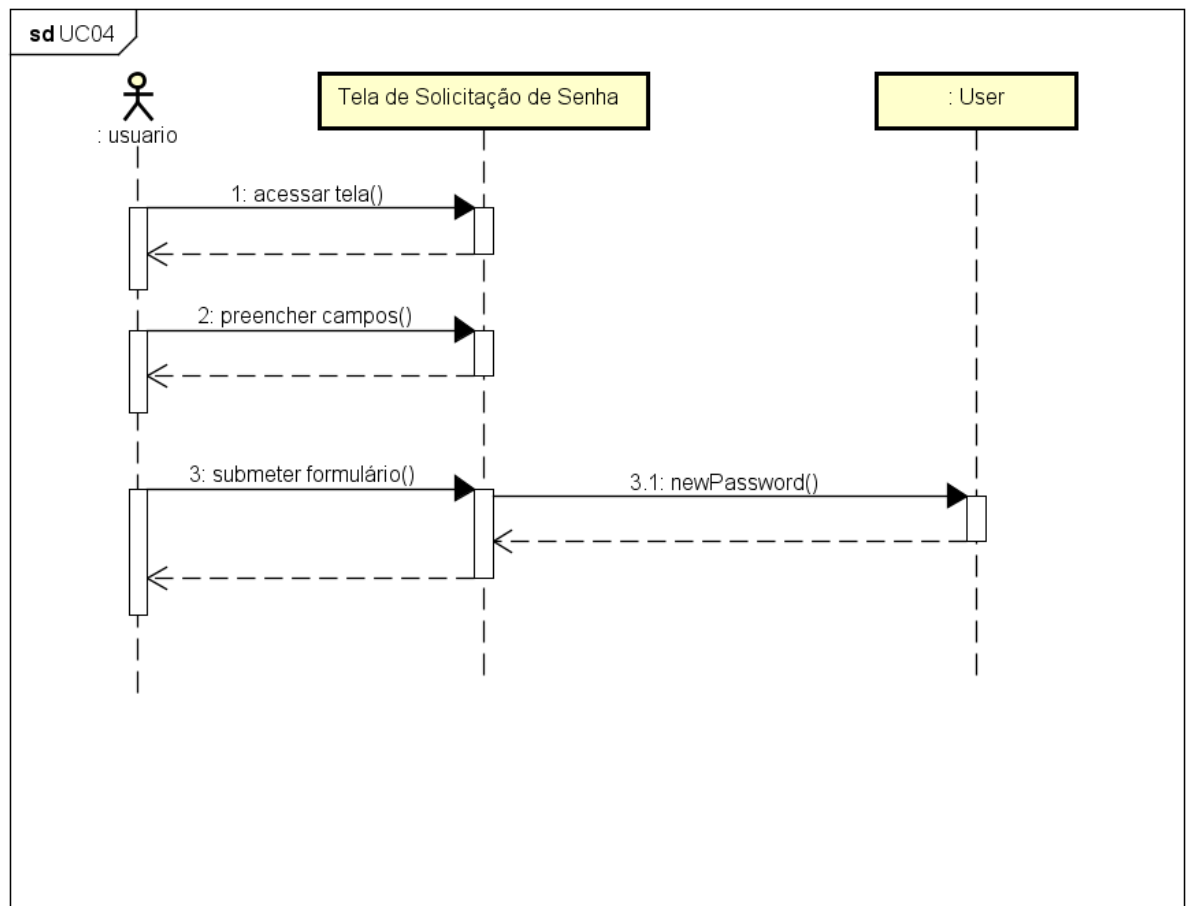 sd UC04
: usuario
Tela de Solicitação de Senha
: User
1: acessar tela()
2: preencher campos()
3: submeter formulário()
3.1: newPassword()